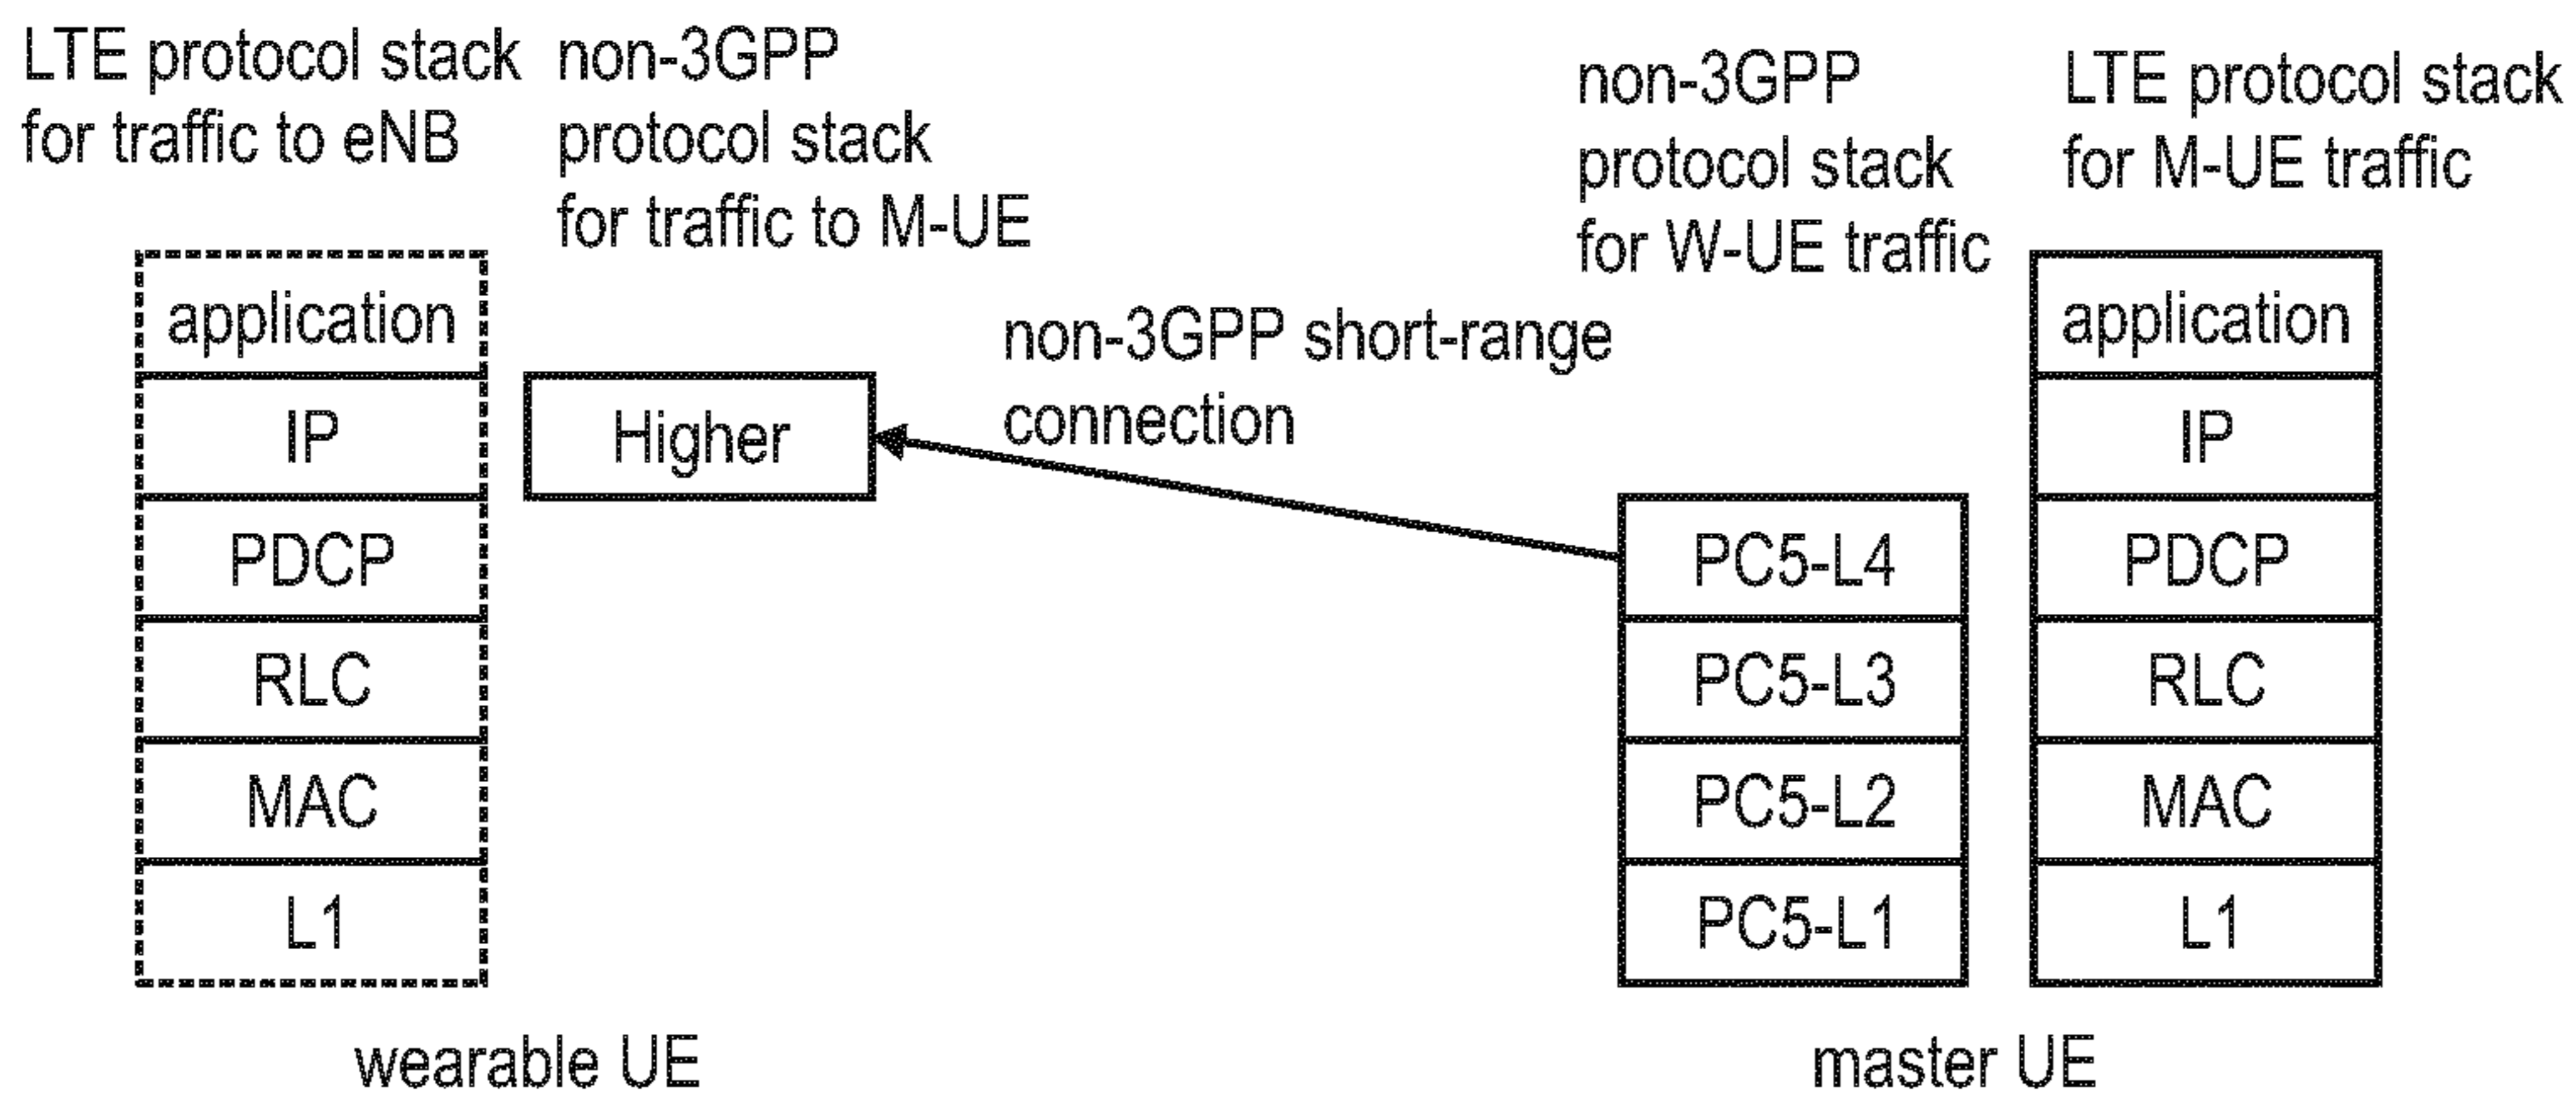 LTE protocol stack
for traffic to eNB
non-3GPP
protocol stack
for traffic to M-UE
non-3GPP
protocol stack
for W-UE traffic
LTE protocol stack
for M-UE traffic
application
IP
PDCP
RLC
MAC
L1
Higher
non-3GPP short-range
connection
PC5-L4
PC5-L3
PC5-L2
PC5-L1
application
IP
PDCP
RLC
MAC
L1
wearable UE
master UE